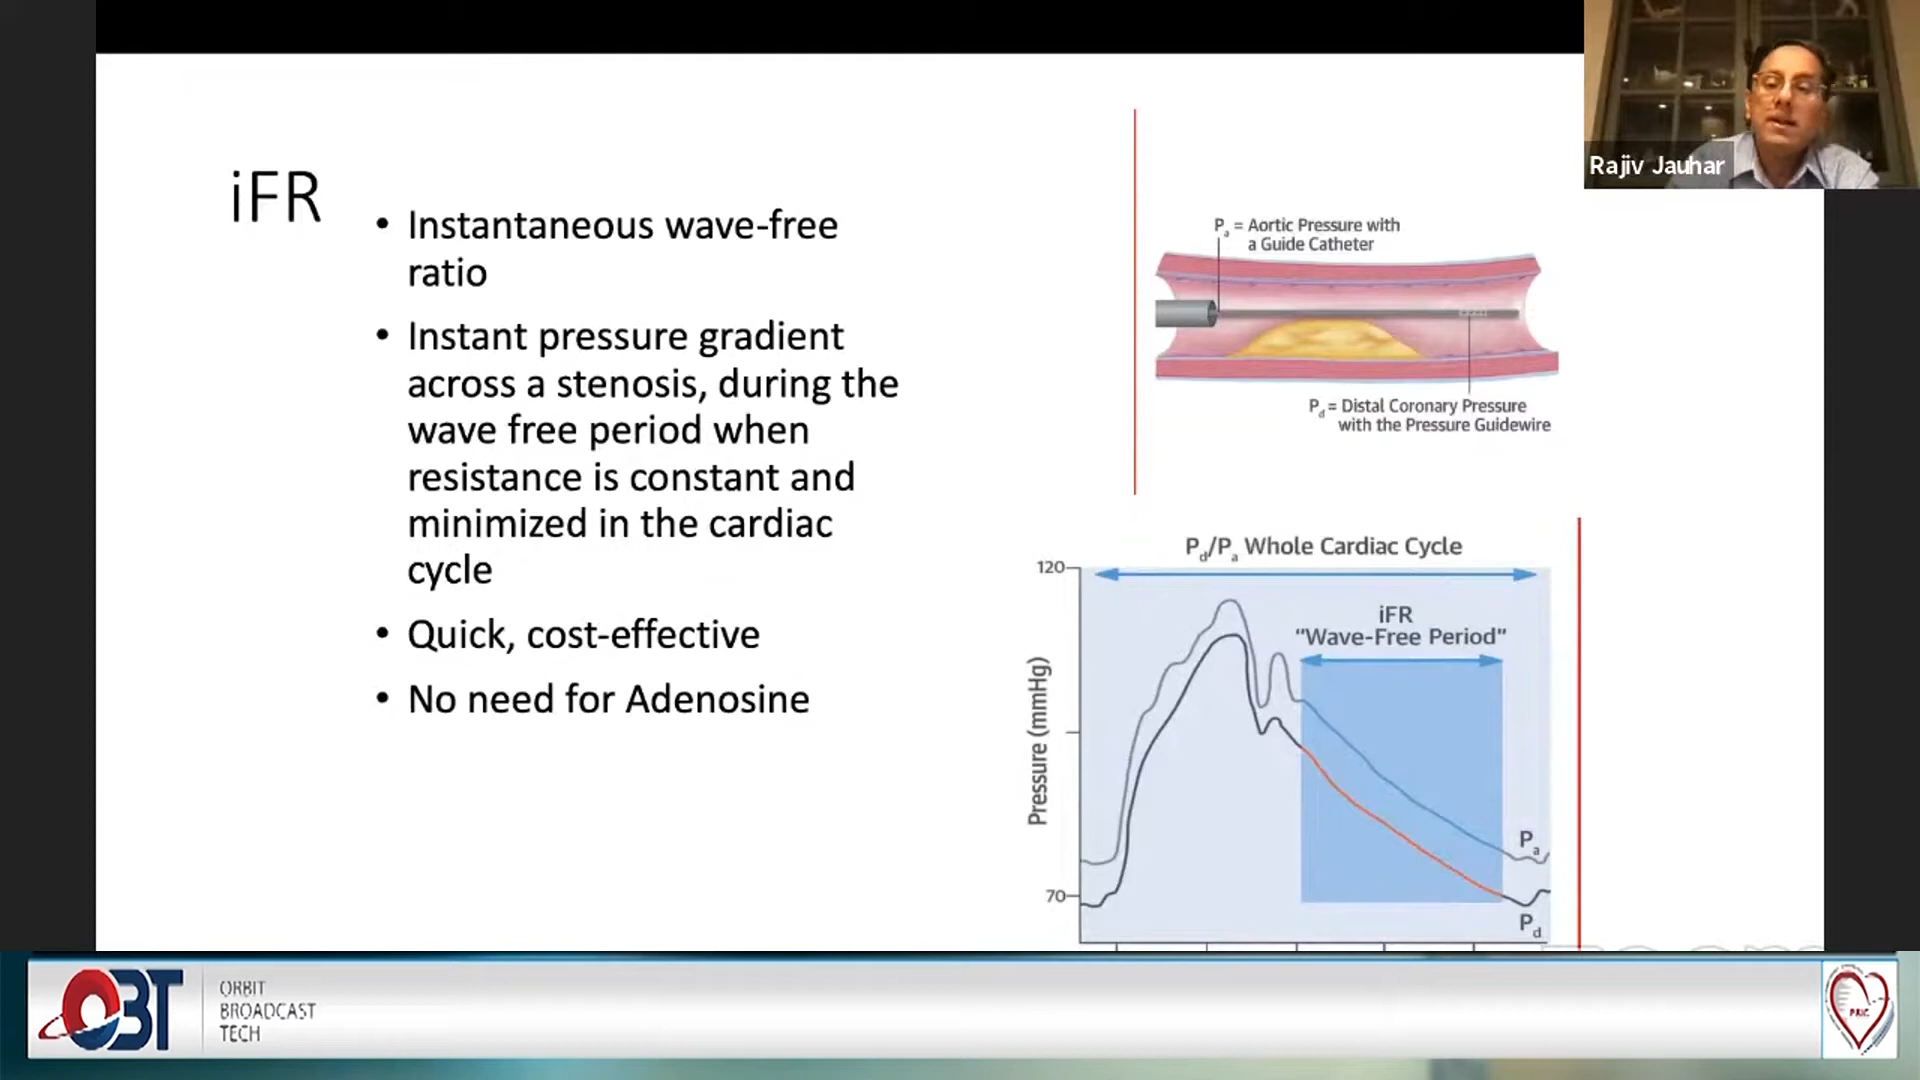 Rajiv Jauhar
iFR
• Instantaneous wave-free
ratio
• Instant pressure gradient
across a stenosis, during the
wave free period when
resistance is constant and
minimized in the cardiac
cycle
• Quick, cost-effective
• No need for Adenosine
Pa = Aortic Pressure with
a Guide Catheter
Pd = Distal Coronary Pressure
with the Pressure Guidewire
Pd/Pa Whole Cardiac Cycle
120
iFR
"Wave-Free Period"
Pressure (mmHg)
Pa
70
Pd
OBT
ORBIT
BROADCAST
TECH
PRIC